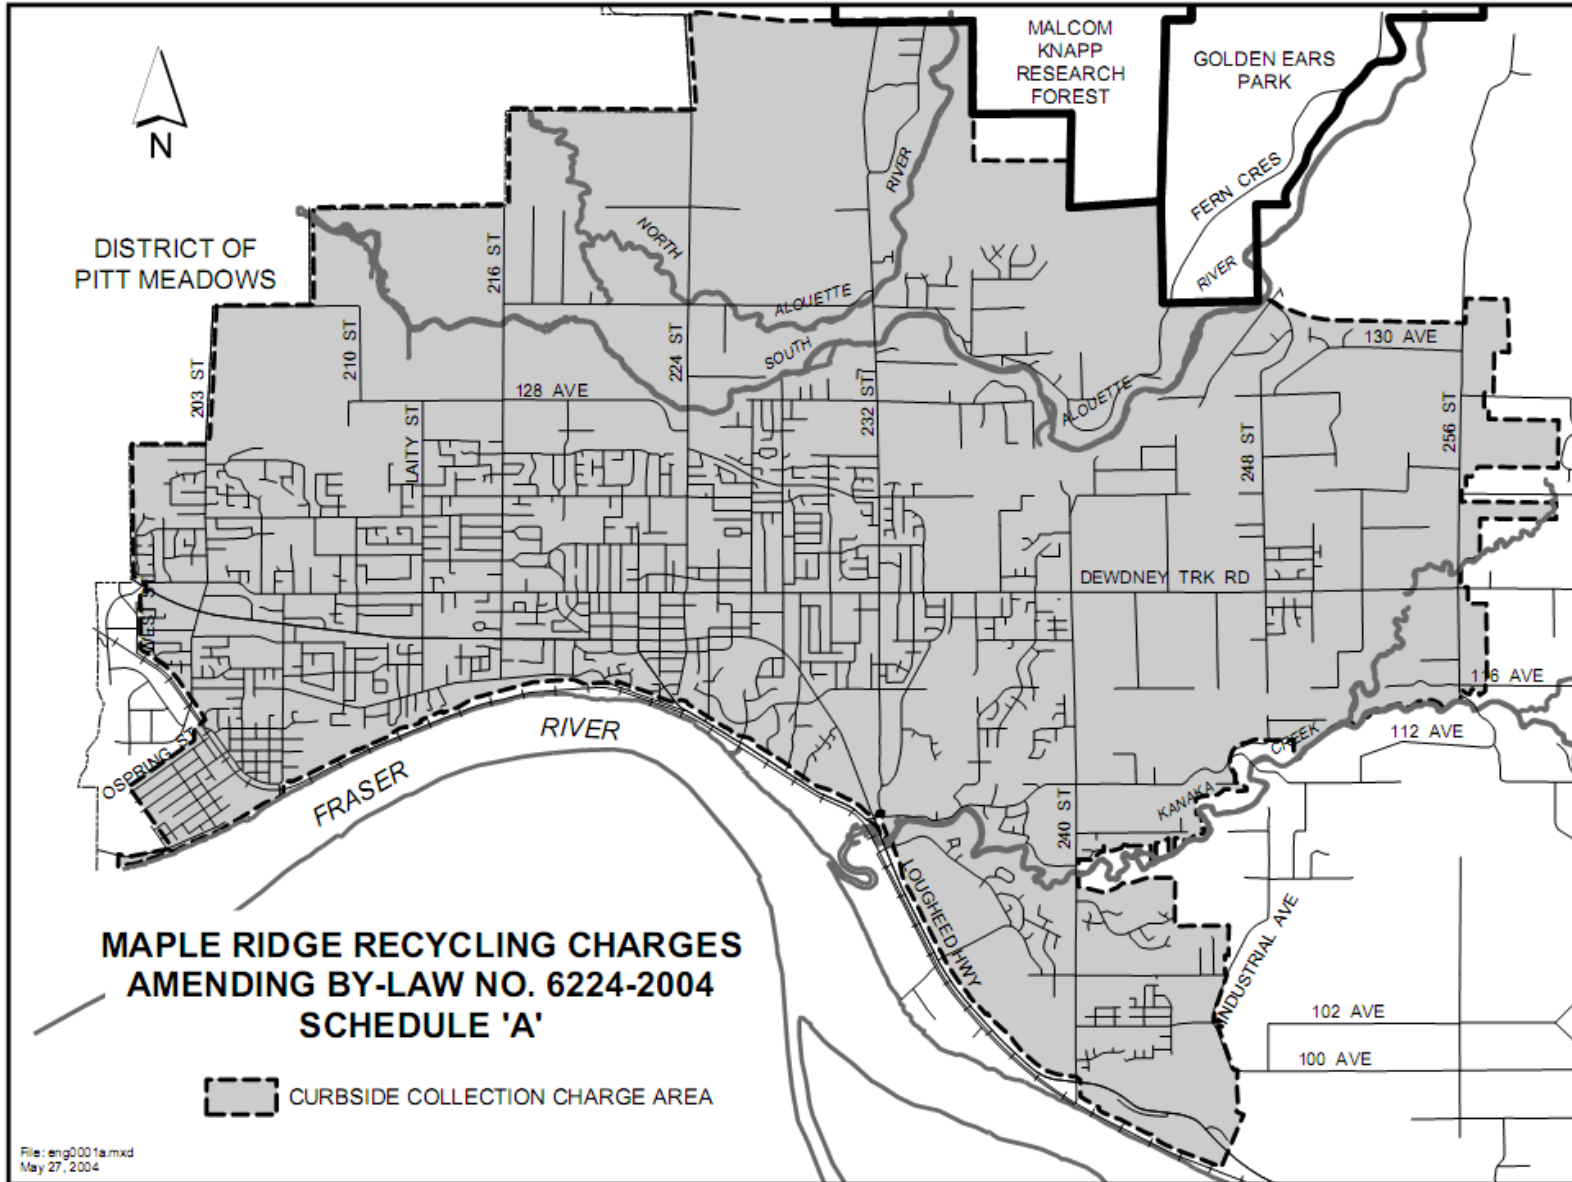 MALCOM
KNAPP
RESEARCH
FOREST
GOLDEN EARS
PARK
N
DISTRICT OF
PITT MEADOWS
FERN CRES
RIVER
NORTH
ALOUETTE
RIVER
SOUTH
ALOUETTE
216 ST
210 ST
203 ST
224 ST
232 ST
LAITY ST
128 AVE
130 AVE
248 ST
256 ST
DEWDNEY TRK RD
WEST ST
116 AVE
112 AVE
CREEK
KANAKA
240 ST
OSPRING ST
FRASER
RIVER
LOUGHEED HWY
INDUSTRIAL AVE
102 AVE
100 AVE
MAPLE RIDGE RECYCLING CHARGES
AMENDING BY-LAW NO. 6224-2004
SCHEDULE 'A'
CURBSIDE COLLECTION CHARGE AREA
File: eng0001a.mxd
May 27, 2004